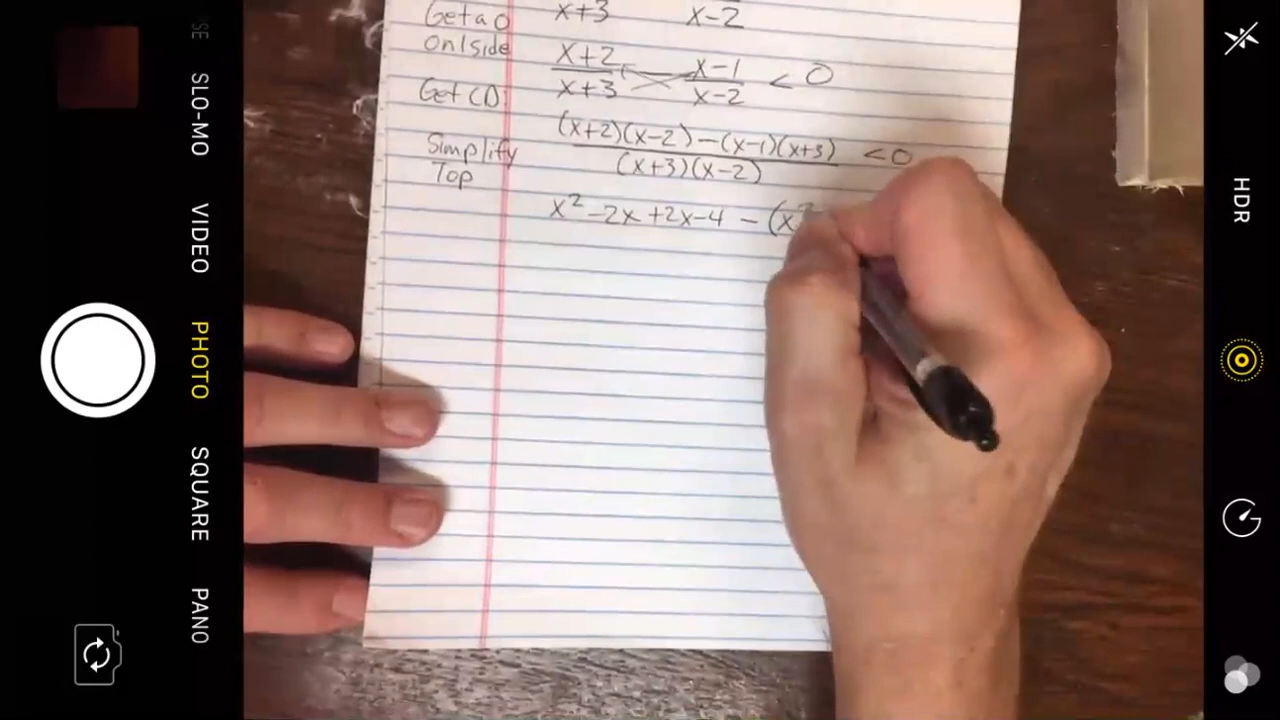 Get a 0
On 1 side
x+3 x-2
x+2 / x+3 - x-1 / x-2 < 0
Get CD
(x+2)(x-2) - (x-1)(x+3) / (x+3)(x-2) < 0
Simplify
Top
x² - 2x + 2x - 4 - (x²
SLO-MO
VIDEO
PHOTO
SQUARE
PANO
HDR